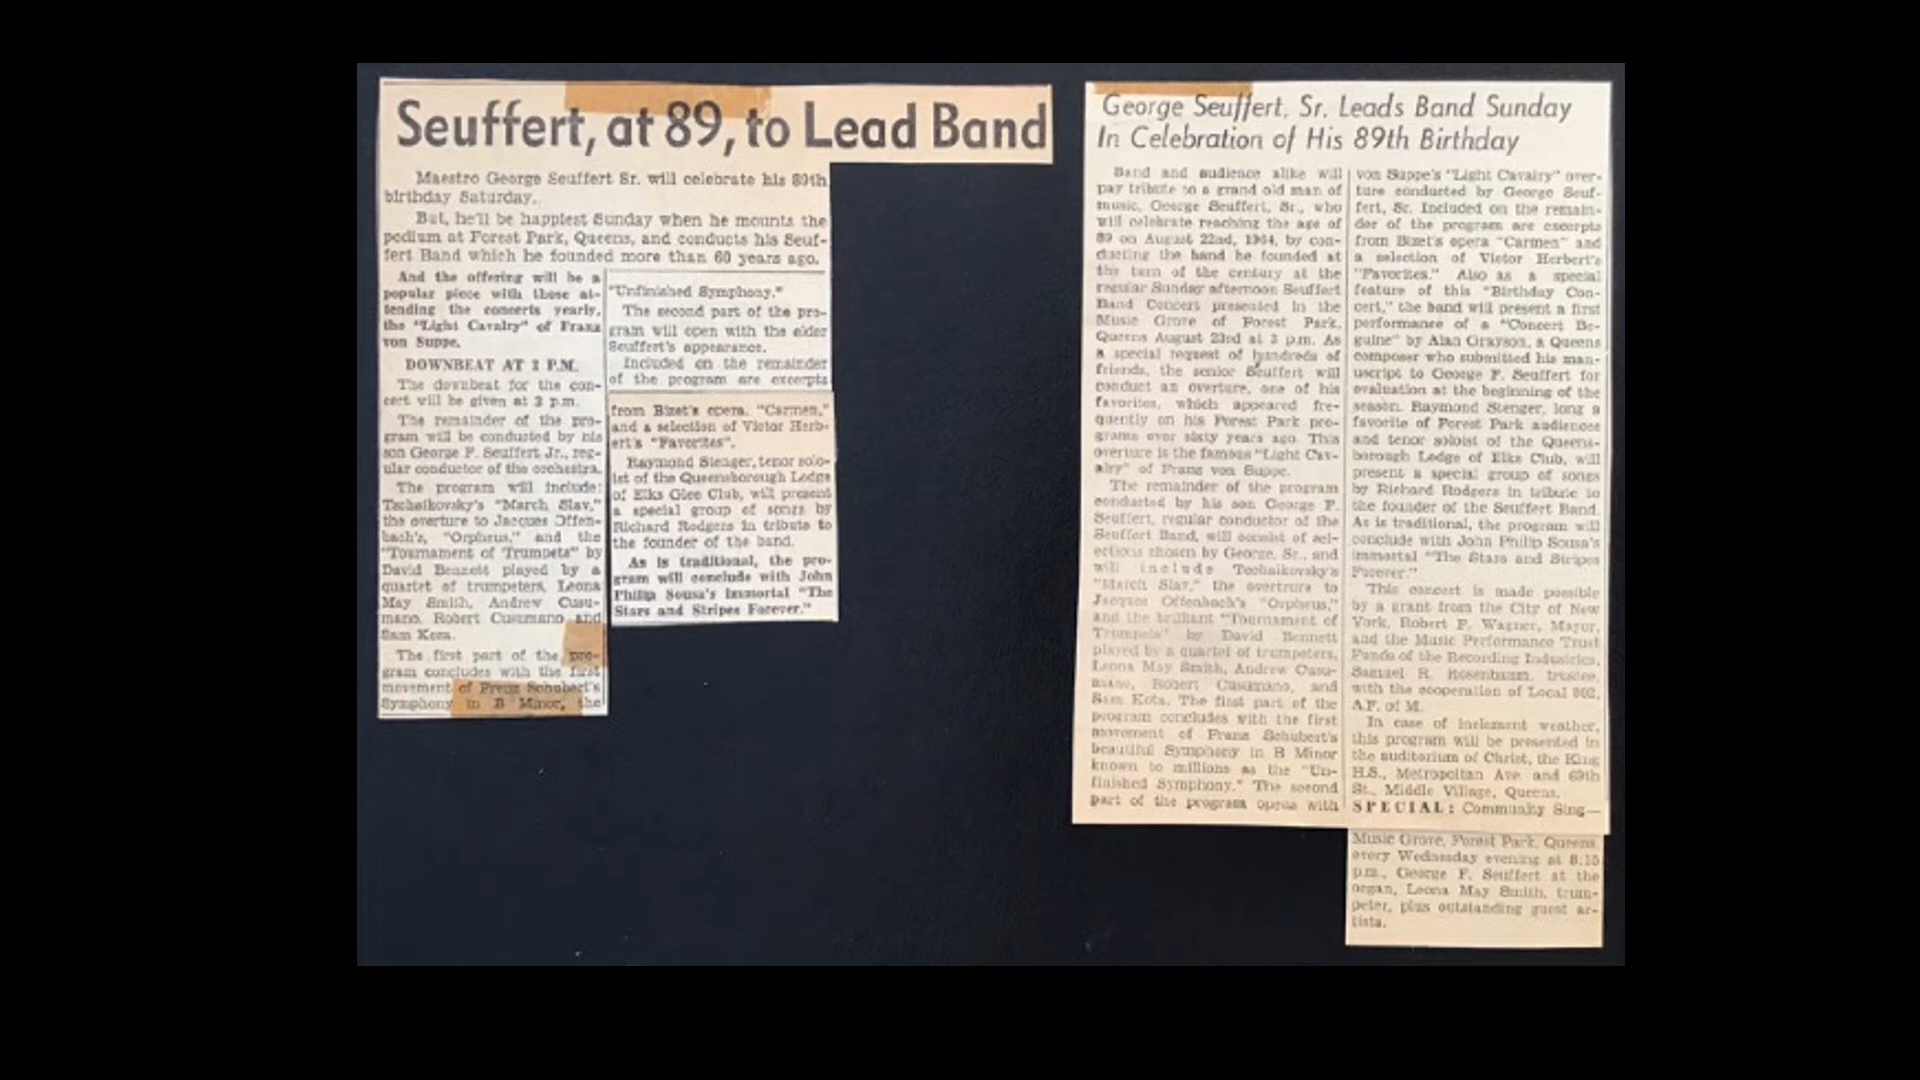 Seuffert, at 89, to Lead Band
Maestro George Seuffert Sr. will celebrate his 89th
birthday Saturday.
But, he'll be happiest Sunday when he mounts the
podium at Forest Park, Queens, and conducts his Seuf-
fert Band which he founded more than 60 years ago.
And the offering will be a
popular piece with those at-
tending the concerts yearly,
the "Light Cavalry" of Franz
von Suppe.
DOWNBEAT AT 3 P.M.
The downbeat for the con-
cert will be given at 3 p.m.
The remainder of the pro-
gram will be conducted by his
son George F. Seuffert Jr., reg-
ular conductor of the orchestra.
The program will include:
Tschaikovsky's "March Slav,"
the overture to Jacques Offen-
bach's, "Orpheus," and the
"Tournament of Trumpets" by
David Bennett played by a
quartet of trumpeters, Leona
May Smith, Andrew Cusu-
mano, Robert Cusumano and
Sam Kota.
The first part of the pro-
gram concludes with the first
movement of Franz Schubert's
Symphony in B Minor, the
"Unfinished Symphony."
The second part of the pro-
gram will open with the elder
Seuffert's appearance.
Included on the remainder
of the program are excerpts
from Bizet's opera, "Carmen,"
and a selection of Victor Herb-
ert's "Favorites".
Raymond Stenger, tenor solo-
ist of the Queensborough Lodge
of Elks Glee Club, will present
a special group of songs by
Richard Rodgers in tribute to
the founder of the band.
As is traditional, the pro-
gram will conclude with John
Philip Sousa's immortal "The
Stars and Stripes Forever."
George Seuffert, Sr. Leads Band Sunday
In Celebration of His 89th Birthday
Band and audience alike will
pay tribute to a grand old man of
music, George Seuffert, Sr., who
will celebrate reaching the age of
89 on August 22nd, 1964, by con-
ducting the band he founded at
the turn of the century at the
regular Sunday afternoon Seuffert
Band Concert presented in the
Music Grove of Forest Park,
Queens August 23rd at 3 p.m. As
a special request of hundreds of
friends, the senior Seuffert will
conduct an overture, one of his
favorites, which appeared fre-
quently on his Forest Park pro-
grams over sixty years ago. This
overture is the famous "Light Cav-
alry" of Franz von Suppe.
The remainder of the program
conducted by his son George F.
Seuffert, regular conductor of the
Seuffert Band, will consist of sel-
ections chosen by George, Sr., and
will include Tschaikovsky's
"March Slav," the overtrure to
Jacques Offenbach's "Orpheus,"
and the brilliant "Tournament of
Trumpets" by David Bennett
played by a quartet of trumpeters,
Leona May Smith, Andrew Cusu-
mano, Robert Cusumano, and
Sam Kota. The first part of the
program concludes with the first
movement of Franz Schubert's
beautiful Symphony in B Minor
known to millions as the "Un-
finished Symphony." The second
part of the program opens with
von Suppe's "Light Cavalry" over-
ture conducted by George Seuf-
fert, Sr. Included on the remain-
der of the program are excerpts
from Bizet's opera "Carmen" and
a selection of Victor Herbert's
"Favorites." Also as a special
feature of this "Birthday Con-
cert," the band will present a first
performance of a "Concert Be-
guine" by Alan Grayson, a Queens
composer who submitted his man-
uscript to George F. Seuffert for
evaluation at the beginning of the
season. Raymond Stenger, long a
favorite of Forest Park audiences
and tenor soloist of the Queens-
borough Lodge of Elks Club, will
present a special group of songs
by Richard Rodgers in tribute to
the founder of the Seuffert Band.
As is traditional, the program will
conclude with John Philip Sousa's
immortal "The Stars and Stripes
Forever."
This concert is made possible
by a grant from the City of New
York, Robert F. Wagner, Mayor,
and the Music Performance Trust
Funds of the Recording Industries,
Samuel R. Rosenbaum, trustee,
with the cooperation of Local 802,
A.F. of M.
In case of inclement weather,
this program will be presented in
the auditorium of Christ, the King
H.S., Metropolitan Ave. and 69th
St., Middle Village, Queens.
SPECIAL: Community Sing—
Music Grove, Forest Park, Queens
every Wednesday evening at 8:15
p.m., George F. Seuffert at the
organ, Leona May Smith, trum-
peter, plus outstanding guest ar-
tists.